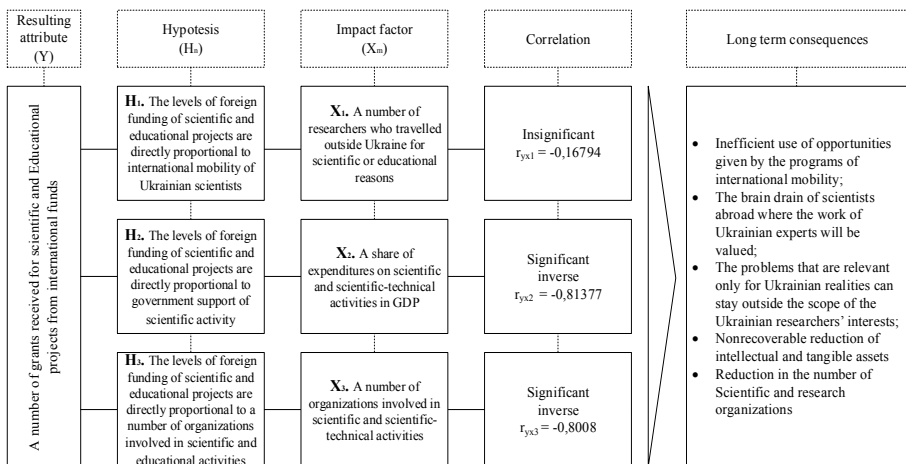 Resulting
attribute
(Y)
Hypotesis
(Hₙ)
Impact factor
(Xₘ)
Correlation
Long term consequences
A number of grants received for scientific and Educational
projects from international funds
H₁. The levels of foreign
funding of scientific and
educational projects are
directly proportional to
international mobility of
Ukrainian scientists
X₁. A number of
researchers who travelled
outside Ukraine for
scientific or educational
reasons
Insignificant
rᵧₓ₁ = -0,16794
H₂. The levels of foreign
funding of scientific and
educational projects are
directly proportional to
government support of
scientific activity
X₂. A share of
expenditures on scientific
and scientific-technical
activities in GDP
Significant
inverse
rᵧₓ₂ = -0,81377
H₃. The levels of foreign
funding of scientific and
educational projects are
directly proportional to a
number of organizations
involved in scientific and
educational activities
X₃. A number of
organizations involved in
scientific and scientific-
technical activities
Significant
inverse
rᵧₓ₃ = -0,8008
• Inefficient use of opportunities
given by the programs of
international mobility;
• The brain drain of scientists
abroad where the work of
Ukrainian experts will be
valued;
• The problems that are relevant
only for Ukrainian realities can
stay outside the scope of the
Ukrainian researchers’ interests;
• Nonrecoverable reduction of
intellectual and tangible assets
• Reduction in the number of
Scientific and research
organizations